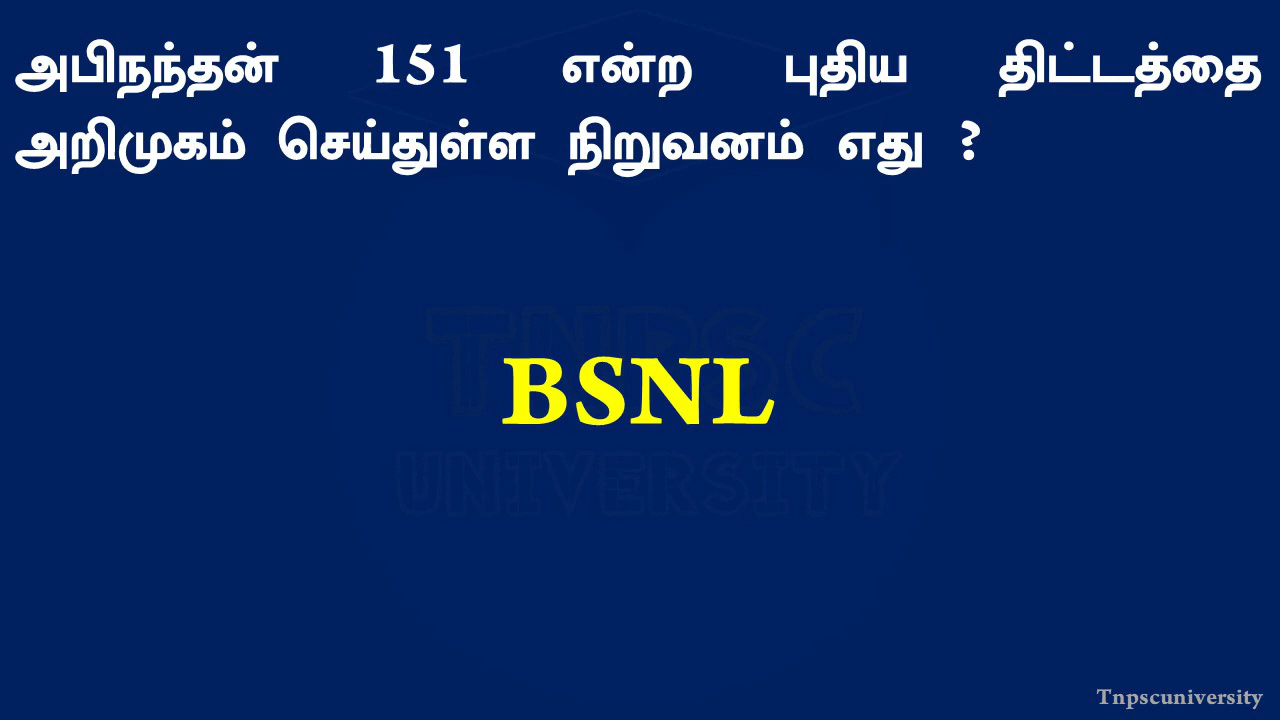 அபிநந்தன் 151 என்ற புதிய திட்டத்தை
அறிமுகம் செய்துள்ள நிறுவனம் எது ?
TNPSC
BSNL
UNIVERSITY
Tnpscuniversity